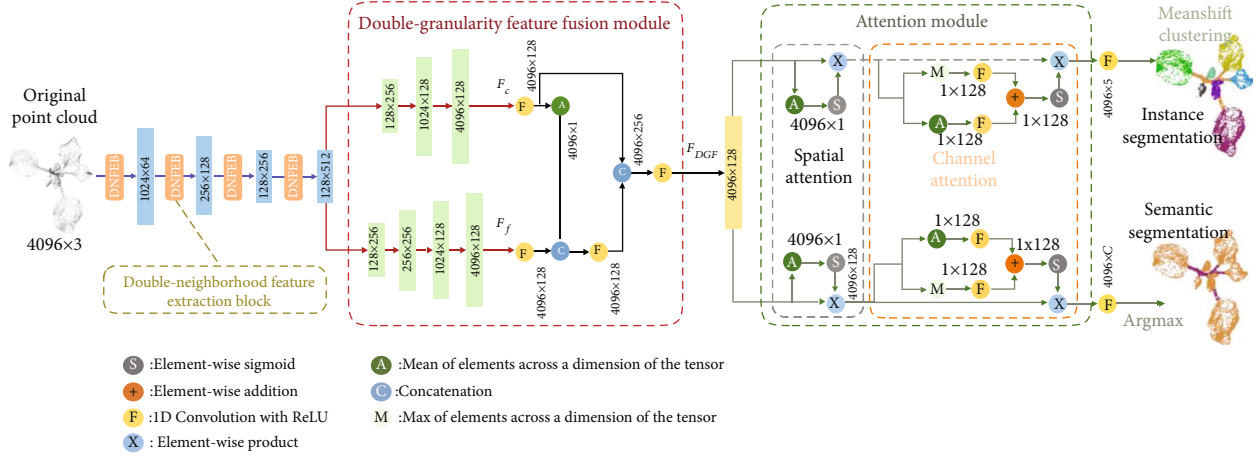 Double-granularity feature fusion module
Attention module
Meanshift
clustering
Original
point cloud
4096×3
DNFEB
1024×64
DNFEB
256×128
DNFEB
128×256
DNFEB
128×512
Double-neighborhood feature
extraction block
128×256
1024×128
4096×128
F_c
F
4096×128
A
4096×1
128×256
256×256
1024×128
4096×128
F_f
F
4096×128
C
F
4096×128
C
4096×256
F
F_DGF
4096×128
A
S
X
4096×1
Spatial
attention
4096×1
A
S
X
4096×128
M
F
1×128
A
F
1×128
+
S
X
1×128
Channel
attention
1×128
A
F
1×128
M
F
+
1x128
S
X
F
4096×5
Instance
segmentation
Semantic
segmentation
4096×C
F
Argmax
S :Element-wise sigmoid
+ :Element-wise addition
F :1D Convolution with ReLU
X : Element-wise product
A :Mean of elements across a dimension of the tensor
C :Concatenation
M :Max of elements across a dimension of the tensor